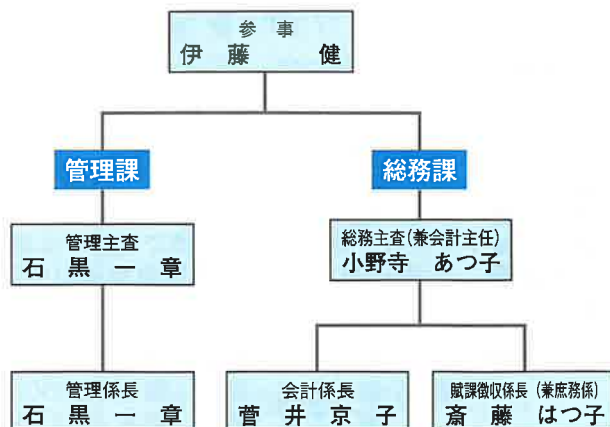 参事
伊藤 健
管理課
総務課
管理主査
石黒一章
総務主査(兼会計主任)
小野寺 あつ子
管理係長
石黒一章
会計係長
菅井京子
賦課徴収係長(兼庶務係)
斎藤はつ子